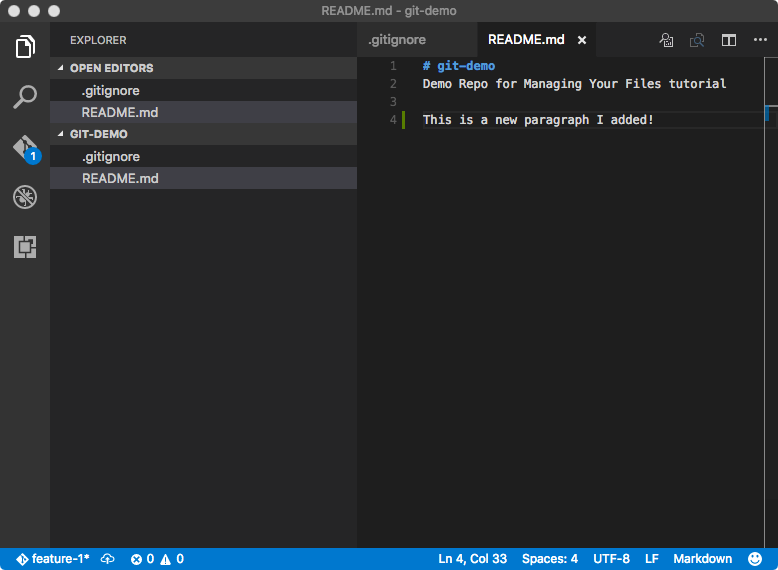 README.md - git-demo
EXPLORER
OPEN EDITORS
.gitignore
README.md
GIT-DEMO
.gitignore
README.md
1
.gitignore
README.md
1 # git-demo
2 Demo Repo for Managing Your Files tutorial
3
4 This is a new paragraph I added!
feature-1* 0 0 Ln 4, Col 33 Spaces: 4 UTF-8 LF Markdown